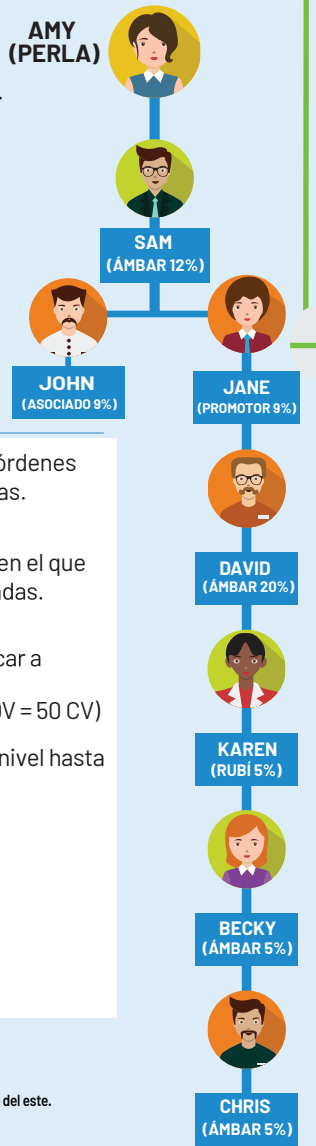 AMY
(PERLA)
SAM
(ÁMBAR 12%)
JOHN
(ASOCIADO 9%)
JANE
(PROMOTOR 9%)
órdenes
as.
DAVID
(ÁMBAR 20%)
en el que
adas.
car a
V = 50 CV)
nivel hasta
KAREN
(RUBÍ 5%)
BECKY
(ÁMBAR 5%)
del este.
CHRIS
(ÁMBAR 5%)